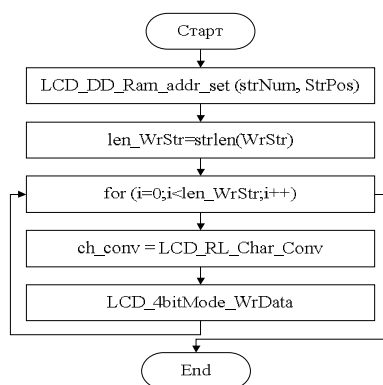 Старт
LCD_DD_Ram_addr_set (strNum, StrPos)
len_WrStr=strlen(WrStr)
for (i=0;i<len_WrStr;i++)
ch_conv = LCD_RL_Char_Conv
LCD_4bitMode_WrData
End